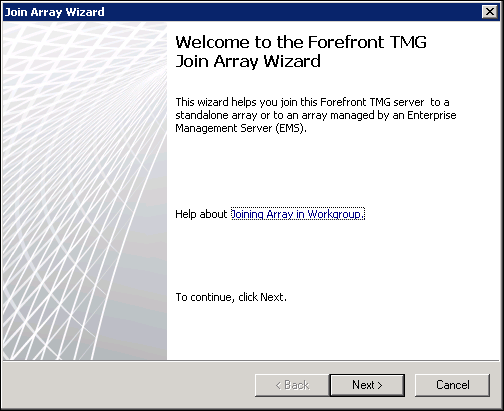 Join Array Wizard
Welcome to the Forefront TMG
Join Array Wizard
This wizard helps you join this Forefront TMG server to a
standalone array or to an array managed by an Enterprise
Management Server (EMS).
Help about Joining Array in Workgroup.
To continue, click Next.
< Back
Next >
Cancel